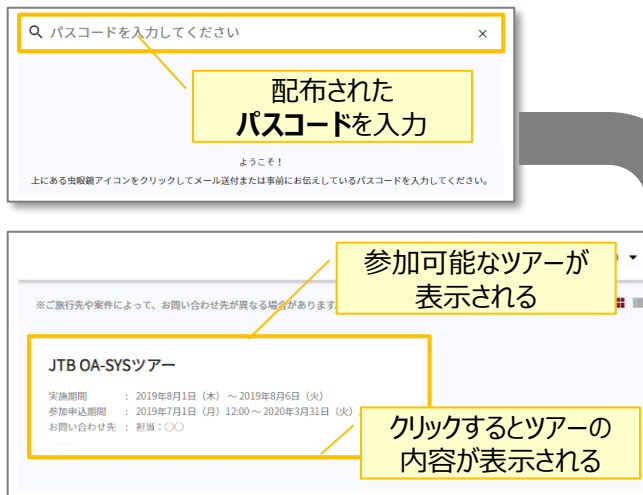 パスコードを入力してください ×
配布された
パスコードを入力
ようこそ！
上にある虫眼鏡アイコンをクリックしてメール送付または事前にお伝えしているパスコードを入力してください。
参加可能なツアーが
表示される
※ご旅行先や案件によって、お問い合わせ先が異なる場合があります
JTB OA-SYSツアー
実施期間 : 2019年8月1日（木）～2019年8月6日（火）
参加申込期間 : 2019年7月1日（月）12:00～2020年3月31日（火）
お問い合わせ先 : 担当：〇〇
クリックするとツアーの
内容が表示される